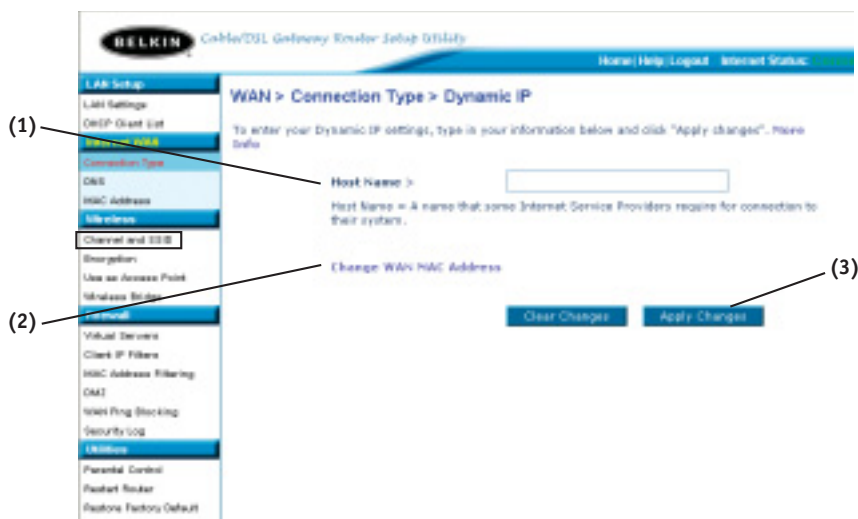 BELKIN
Cable/DSL Gateway Router Setup Utility
Home | Help | Logout Internet Status:
LAN Setup
LAN Settings
DHCP Client List
Internet WAN
Connection Type
DNS
MAC Address
Wireless
Channel and SSID
Encryption
Use as Access Point
Wireless Bridge
Firewall
Virtual Servers
Client IP Filters
MAC Address Filtering
DMZ
WAN Ping Blocking
Security Log
Utilities
Parental Control
Restart Router
Restore Factory Default
WAN > Connection Type > Dynamic IP
To enter your Dynamic IP settings, type in your information below and click "Apply changes". More
Info
(1)
Host Name >
Host Name = A name that some Internet Service Providers require for connection to
their system.
(2)
Change WAN MAC Address
(3)
Clear Changes Apply Changes